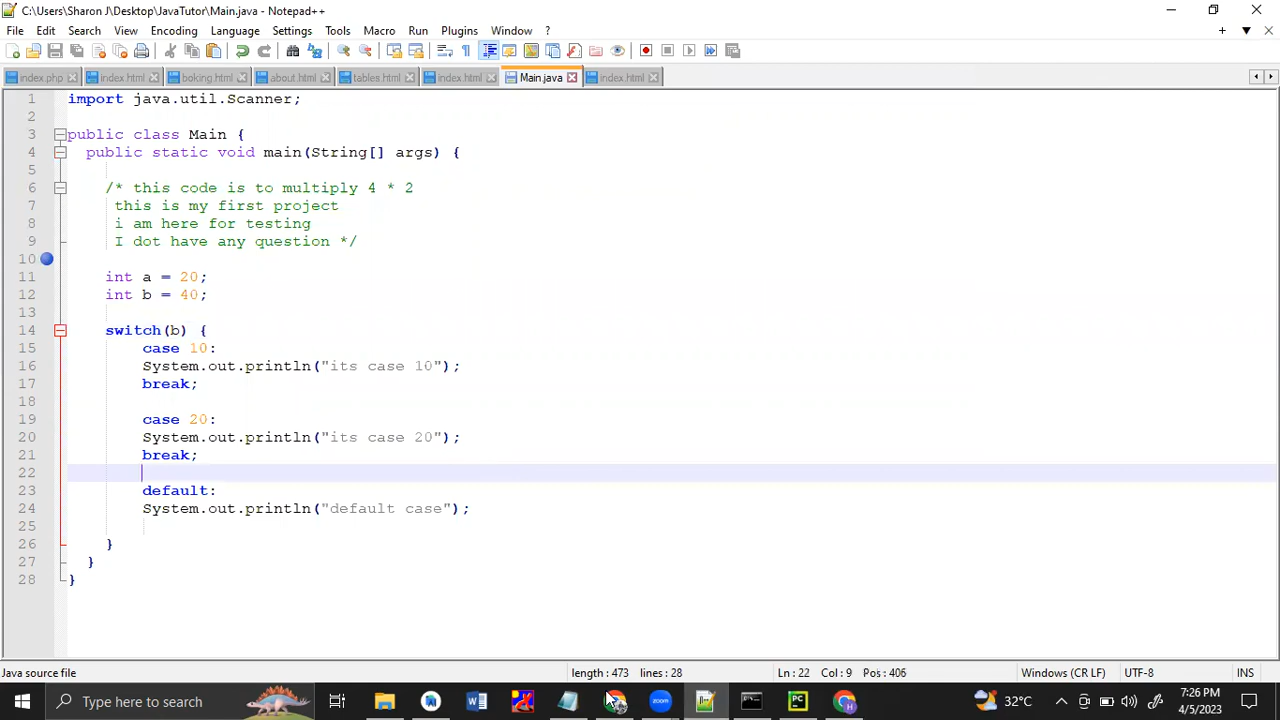 C:\Users\Sharon J\Desktop\JavaTutor\Main.java - Notepad++
File Edit Search View Encoding Language Settings Tools Macro Run Plugins Window ? + ▼ X
index.php index.html boking.html about.html tables.html index.html Main.java index.html
1 import java.util.Scanner;
2
3 public class Main {
4 public static void main(String[] args) {
5
6 /* this code is to multiply 4 * 2
7 this is my first project
8 i am here for testing
9 I dot have any question */
10
11 int a = 20;
12 int b = 40;
13
14 switch(b) {
15 case 10:
16 System.out.println("its case 10");
17 break;
18
19 case 20:
20 System.out.println("its case 20");
21 break;
22
23 default:
24 System.out.println("default case");
25
26 }
27 }
28 }
Java source file length : 473 lines : 28 Ln : 22 Col : 9 Pos : 406 Windows (CR LF) UTF-8 INS
Type here to search W zoom PC H 32°C 7:26 PM
4/5/2023